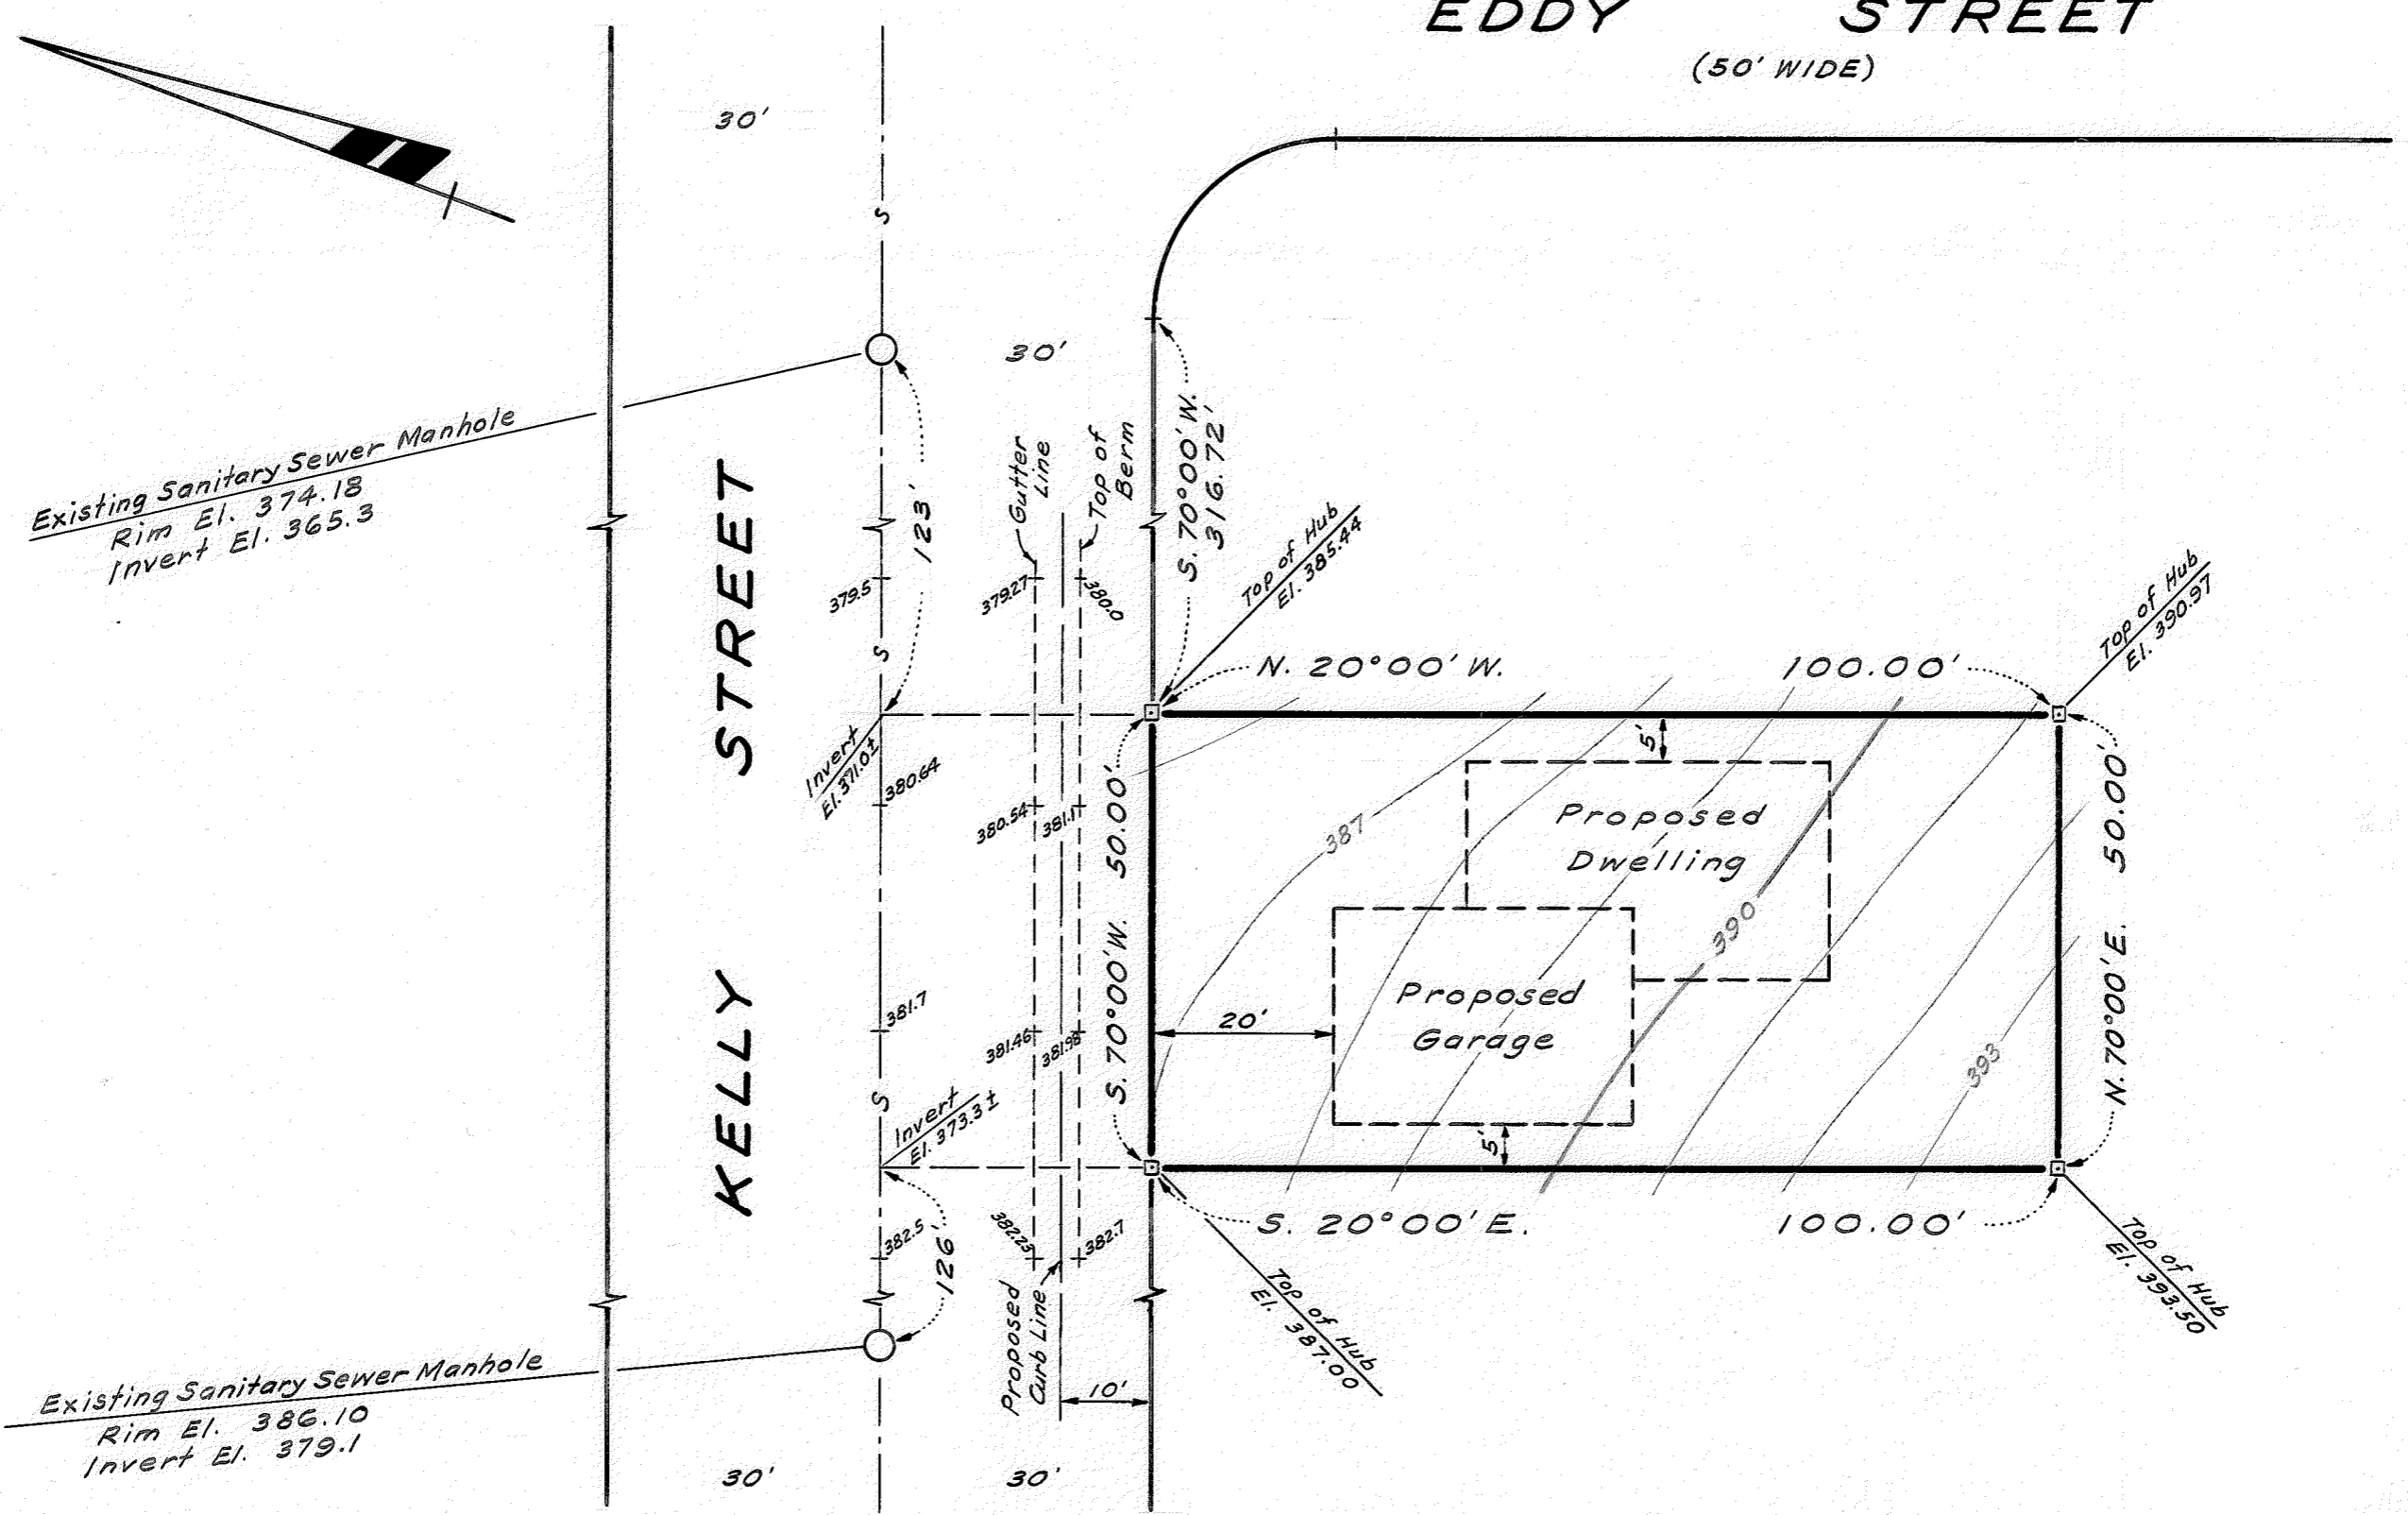 EDDY STREET
(50' WIDE)
30'
S
30'
Existing Sanitary Sewer Manhole
Rim El. 374.18
Invert El. 365.3
123'
Gutter
Line
Top of
Berm
S. 70°00' W.
316.72'
Top of Hub
El. 385.44
Top of Hub
El. 390.97
379.5
379.27
380.0
S
N. 20°00' W.
100.00'
KELLY STREET
Invert
El. 371.0±
380.64
380.54
381.1
5'
387
Proposed
Dwelling
390
S. 70°00' W. 50.00'
N. 70°00' E. 50.00'
381.7
381.46
381.98
20'
Proposed
Garage
393
S
Invert
El. 373.3±
5'
382.5
382.23
382.7
126'
S. 20°00' E.
100.00'
Proposed
Curb Line
10'
Top of Hub
El. 387.00
Top of Hub
El. 393.50
Existing Sanitary Sewer Manhole
Rim El. 386.10
Invert El. 379.1
30'
30'